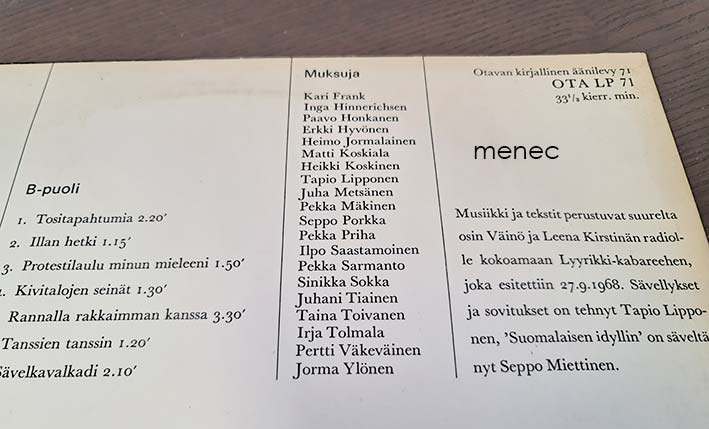 B-puoli
1. Tositapahtumia 2.20'
2. Illan hetki 1.15'
3. Protestilaulu minun mieleeni 1.50'
4. Kivitalojen seinät 1.30'
Rannalla rakkaimman kanssa 3.30'
Tanssien tanssin 1.20'
Sävelkavalkadi 2.10'
Muksuja
Kari Frank
Inga Hinnerichsen
Paavo Honkanen
Erkki Hyvönen
Heimo Jormalainen
Matti Koskiala
Heikki Koskinen
Tapio Lipponen
Juha Metsänen
Pekka Mäkinen
Seppo Porkka
Pekka Priha
Ilpo Saastamoinen
Pekka Sarmanto
Sinikka Sokka
Juhani Tiainen
Taina Toivanen
Irja Tolmala
Pertti Väkeväinen
Jorma Ylönen
Otavan kirjallinen äänilevy 71
OTA LP 71
33 1/3 kierr. min.
menec
Musiikki ja tekstit perustuvat suurelta
osin Väinö ja Leena Kirstinän radiol-
le kokoamaan Lyyrikki-kabareehen,
joka esitettiin 27.9.1968. Sävellykset
ja sovitukset on tehnyt Tapio Lippo-
nen, 'Suomalaisen idyllin' on säveltä
nyt Seppo Miettinen.